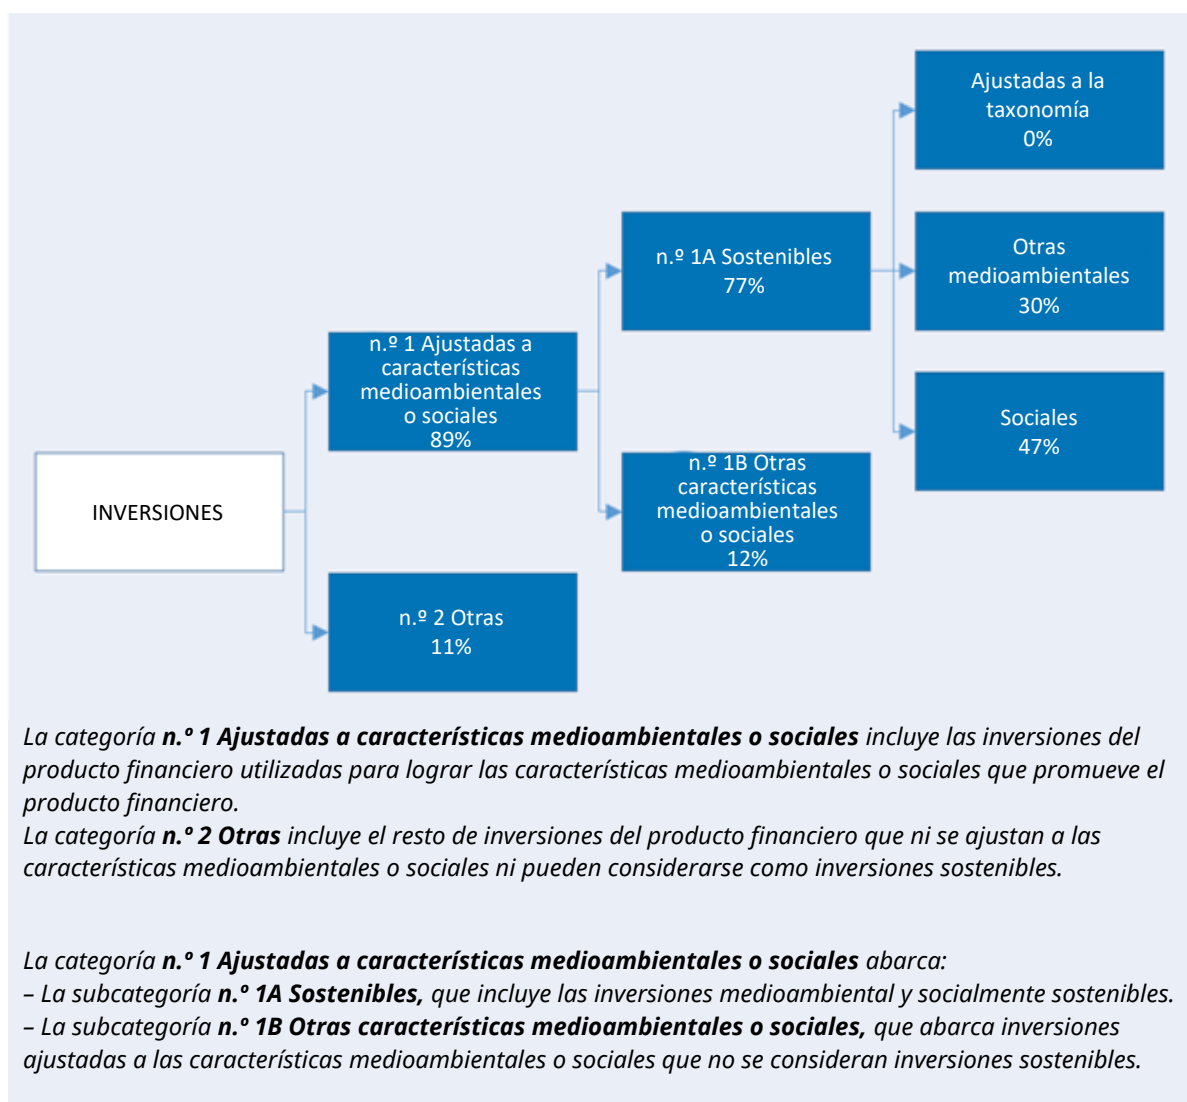 Ajustadas a la
taxonomía
0%
n.º 1A Sostenibles
77%
Otras
medioambientales
30%
n.º 1 Ajustadas a
características
medioambientales
o sociales
89%
Sociales
47%
n.º 1B Otras
características
medioambientales
o sociales
12%
INVERSIONES
n.º 2 Otras
11%
La categoría n.º 1 Ajustadas a características medioambientales o sociales incluye las inversiones del
producto financiero utilizadas para lograr las características medioambientales o sociales que promueve el
producto financiero.
La categoría n.º 2 Otras incluye el resto de inversiones del producto financiero que ni se ajustan a las
características medioambientales o sociales ni pueden considerarse como inversiones sostenibles.
La categoría n.º 1 Ajustadas a características medioambientales o sociales abarca:
– La subcategoría n.º 1A Sostenibles, que incluye las inversiones medioambiental y socialmente sostenibles.
– La subcategoría n.º 1B Otras características medioambientales o sociales, que abarca inversiones
ajustadas a las características medioambientales o sociales que no se consideran inversiones sostenibles.